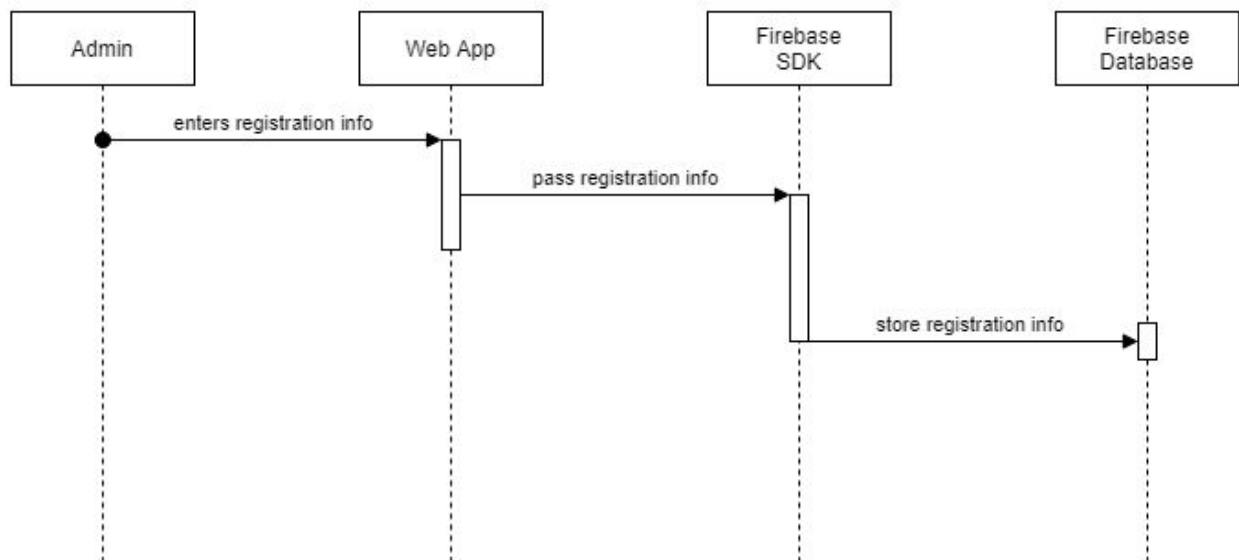 Admin
Web App
Firebase
SDK
Firebase
Database
enters registration info
pass registration info
store registration info